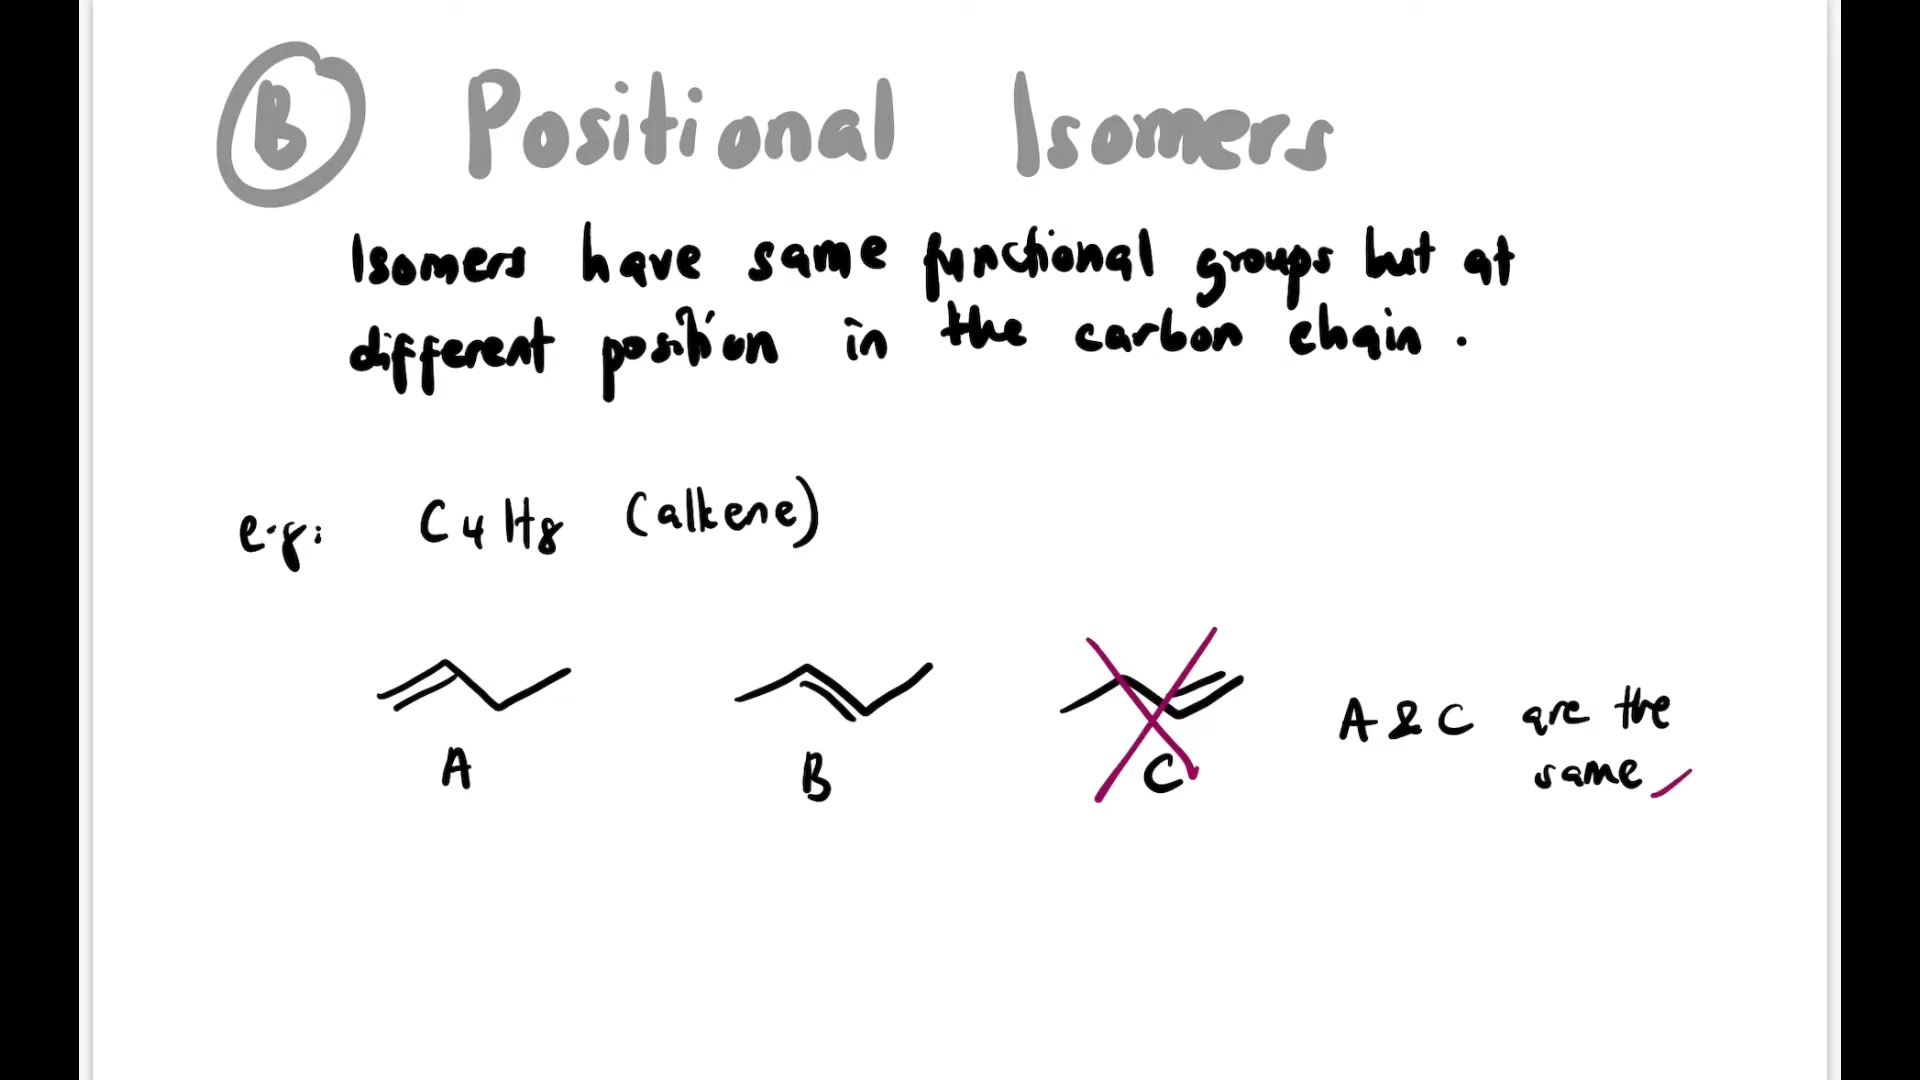 B Positional Isomers
Isomers have same functional groups but at
different position in the carbon chain.
e.g: C4H8 (alkene)
A B C
A & C are the
same